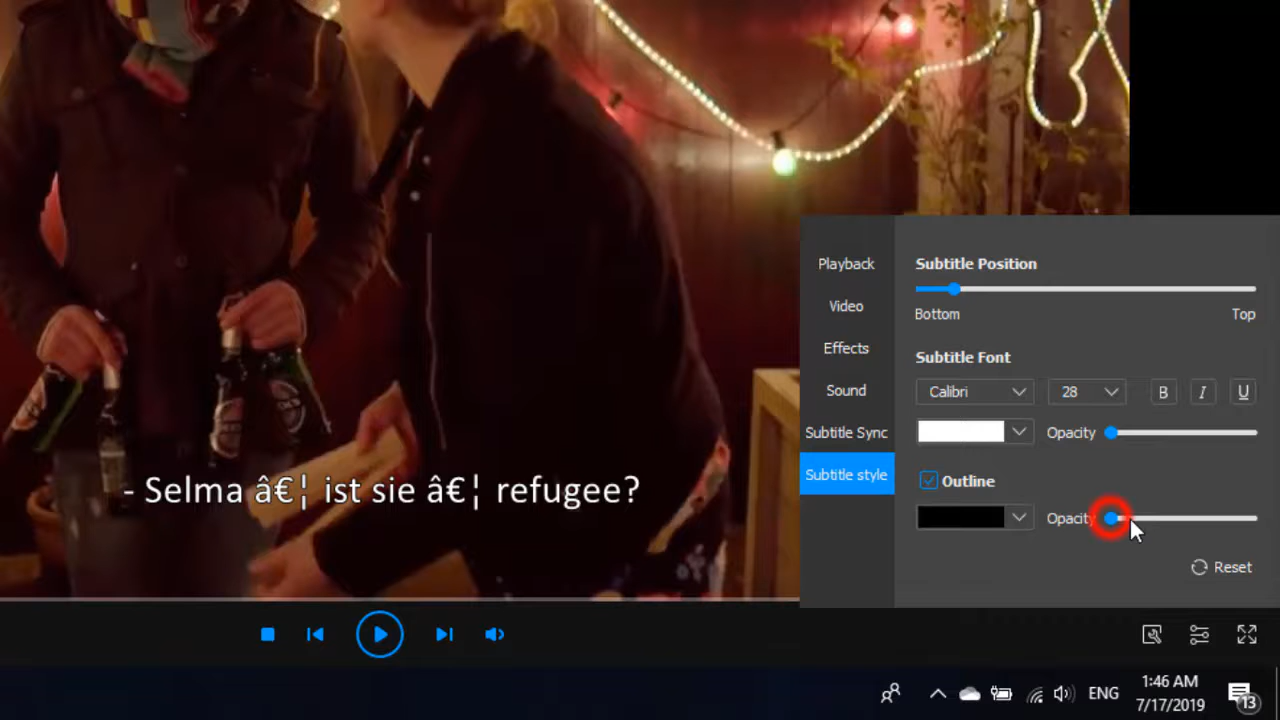 Playback
Video
Effects
Sound
Subtitle Sync
Subtitle style
Subtitle Position
Bottom Top
Subtitle Font
Calibri 28 B I U
Opacity
Outline
Opacity
Reset
- Selma â€¦ ist sie â€¦ refugee?
ENG
1:46 AM
7/17/2019
13